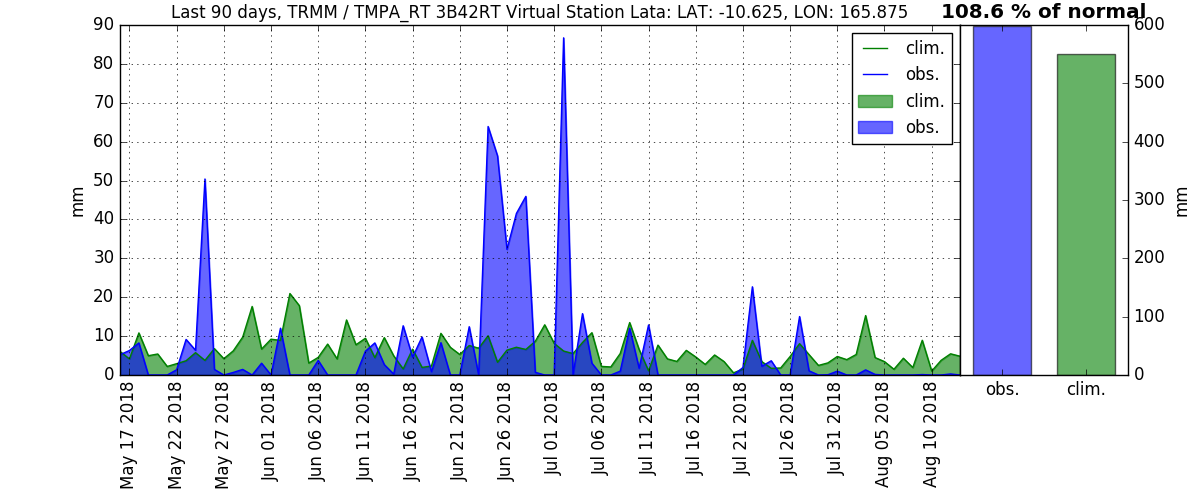 Last 90 days, TRMM / TMPA_RT 3B42RT Virtual Station Lata: LAT: -10.625, LON: 165.875
108.6 % of normal
90
80
70
60
50
40
30
20
10
0
mm
clim.
obs.
clim.
obs.
600
500
400
300
200
100
0
mm
obs.
clim.
May 17 2018
May 22 2018
May 27 2018
Jun 01 2018
Jun 06 2018
Jun 11 2018
Jun 16 2018
Jun 21 2018
Jun 26 2018
Jul 01 2018
Jul 06 2018
Jul 11 2018
Jul 16 2018
Jul 21 2018
Jul 26 2018
Jul 31 2018
Aug 05 2018
Aug 10 2018